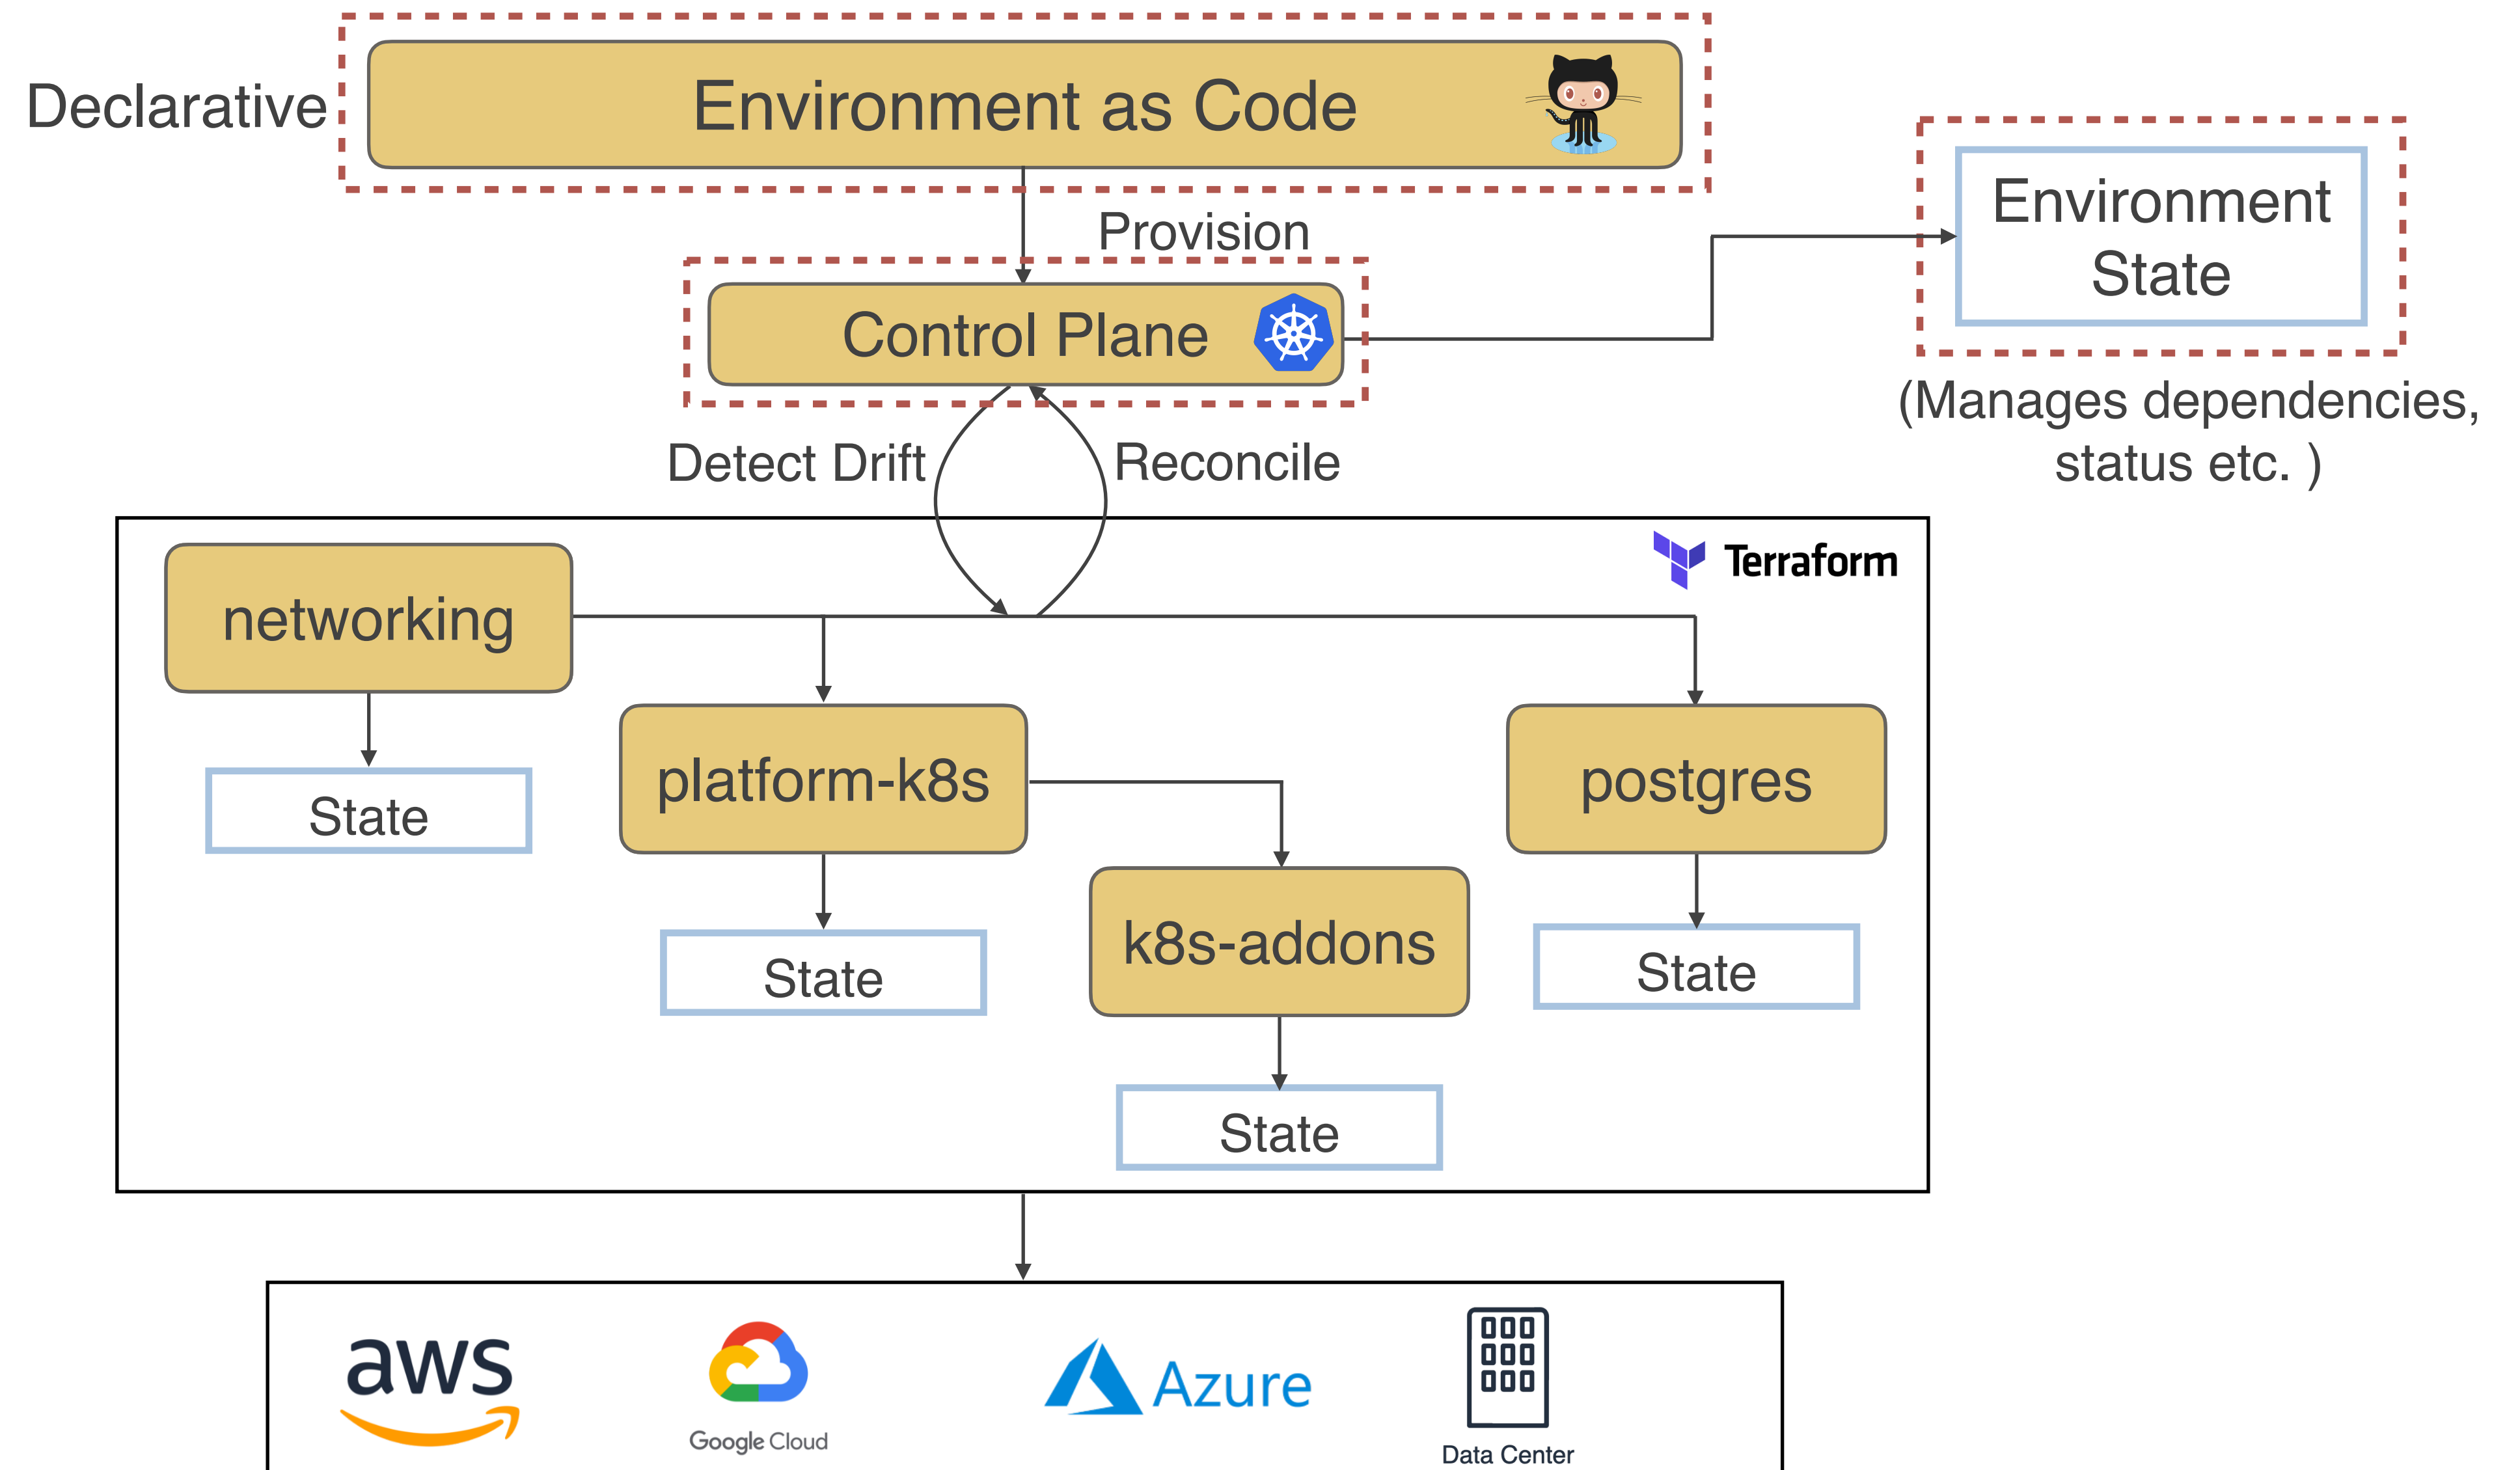 Declarative
Environment as Code
Provision
Environment
State
Control Plane
(Manages dependencies,
status etc. )
Detect Drift
Reconcile
Terraform
networking
platform-k8s
postgres
State
k8s-addons
State
State
State
aws
Google Cloud
Azure
Data Center